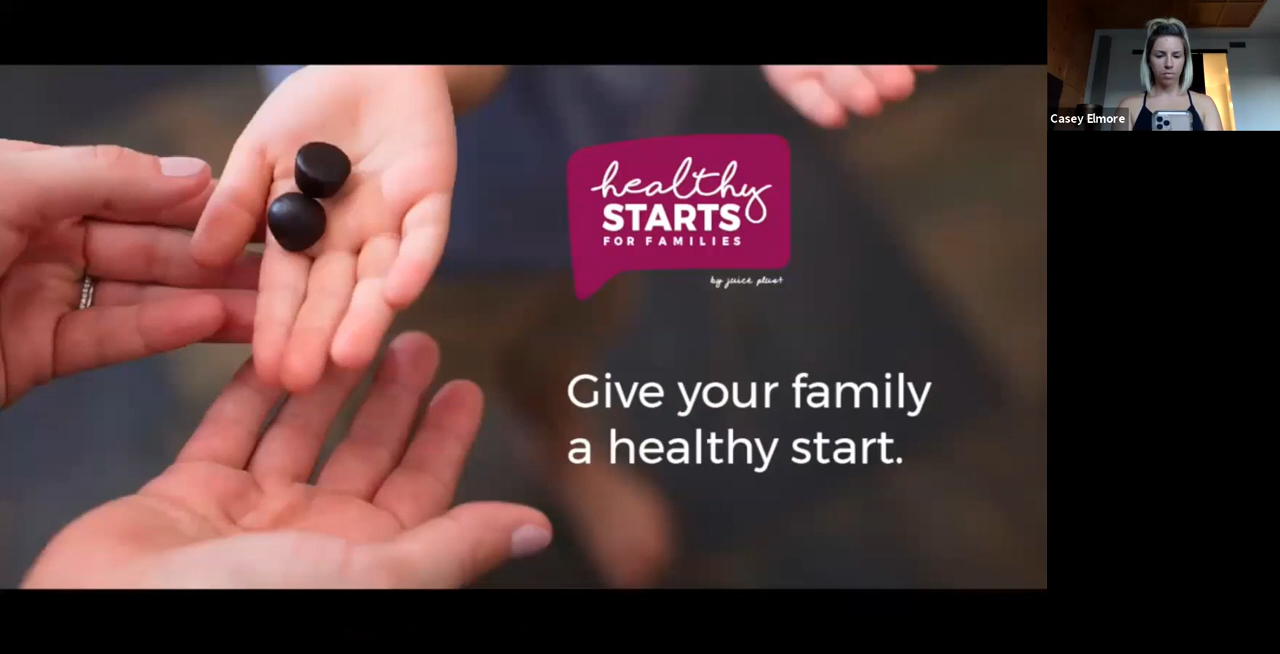 healthy
STARTS
FOR FAMILIES
by juice plus+
Give your family
a healthy start.
Casey Elmore